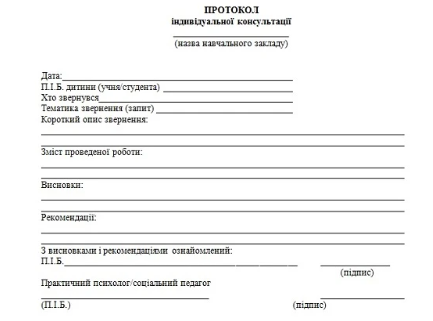 ПРОТОКОЛ
індивідуальної консультації
(назва навчального закладу)
Дата:
П.І.Б. дитини (учня/студента)
Хто звернувся
Тематика звернення (запит)
Короткий опис звернення:
Зміст проведеної роботи:
Висновки:
Рекомендації:
З висновками і рекомендаціями ознайомлений:
П.І.Б.
(підпис)
Практичний психолог/соціальний педагог
(П.І.Б.) (підпис)